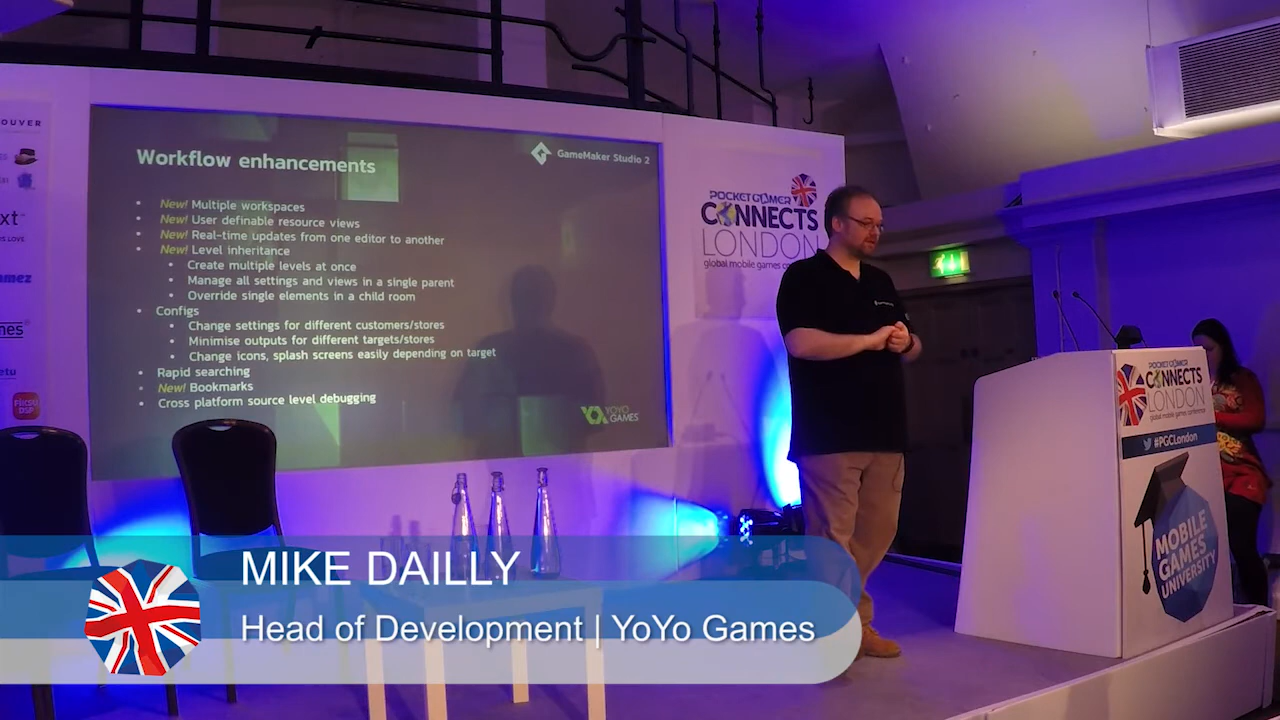 OUVER
Workflow enhancements
GameMaker Studio 2
• New! Multiple workspaces
• New! User definable resource views
• New! Real-time updates from one editor to another
• New! Level inheritance
• Create multiple levels at once
• Manage all settings and views in a single parent
• Override single elements in a child room
• Configs
• Change settings for different customers/stores
• Minimise outputs for different targets/stores
• Change icons, splash screens easily depending on target
• Rapid searching
• New! Bookmarks
• Cross platform source level debugging
YOYO
GAMES
POCKET GAMER
CONNECTS
LONDON
global mobile games
POCKET GAMER
CONNECTS
LONDON
global mobile games conference
#PGCLondon
MOBILE
GAMES
UNIVERSITY
MIKE DAILLY
Head of Development | YoYo Games